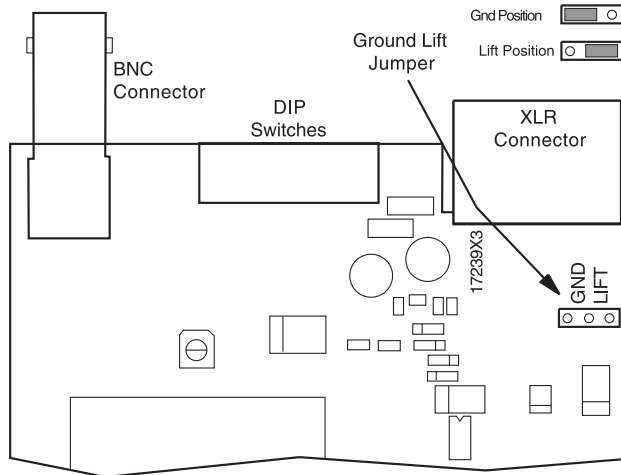 Gnd Position
Lift Position
Ground Lift
Jumper
BNC
Connector
DIP
Switches
XLR
Connector
17239X3
GND
LIFT